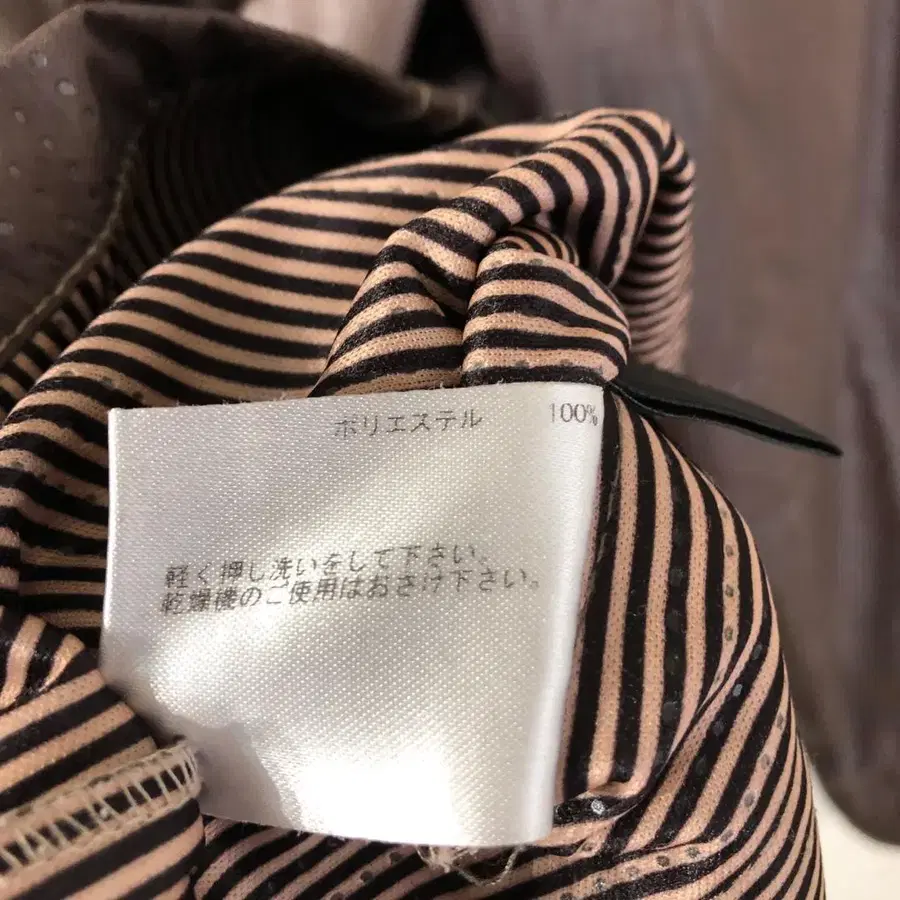 ポリエステル 100%
軽く押し洗いをして下さい。
乾燥機のご使用はおさけ下さい。